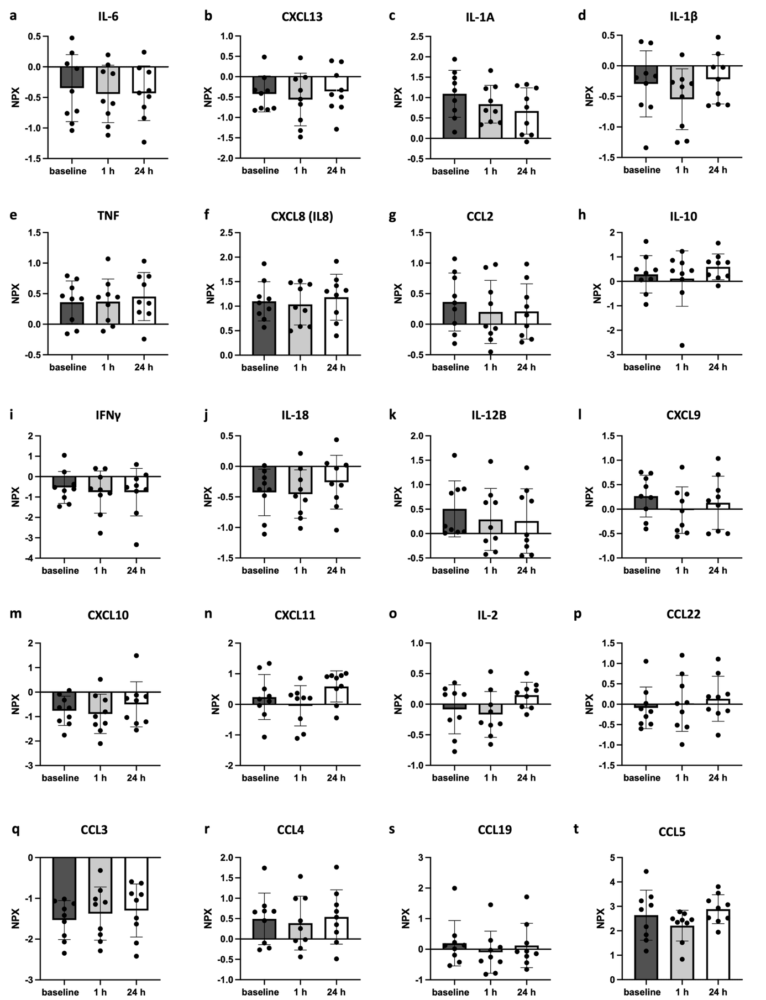 a IL-6 b CXCL13 c IL-1A d IL-1β
0.5 0.0 -0.5 -1.0 -1.5 NPX baseline 1 h 24 h
1.0 0.5 0.0 -0.5 -1.0 -1.5 -2.0 NPX baseline 1 h 24 h
2.5 2.0 1.5 1.0 0.5 0.0 -0.5 NPX baseline 1 h 24 h
0.5 0.0 -0.5 -1.0 -1.5 NPX baseline 1 h 24 h
e TNF f CXCL8 (IL8) g CCL2 h IL-10
1.5 1.0 0.5 0.0 -0.5 NPX baseline 1 h 24 h
2.5 2.0 1.5 1.0 0.5 0.0 NPX baseline 1 h 24 h
1.5 1.0 0.5 0.0 -0.5 NPX baseline 1 h 24 h
2 1 0 -1 -2 -3 NPX baseline 1 h 24 h
i IFNγ j IL-18 k IL-12B l CXCL9
2 1 0 -1 -2 -3 -4 NPX baseline 1 h 24 h
0.5 0.0 -0.5 -1.0 -1.5 NPX baseline 1 h 24 h
2.0 1.5 1.0 0.5 0.0 -0.5 NPX baseline 1 h 24 h
1.5 1.0 0.5 0.0 -0.5 -1.0 NPX baseline 1 h 24 h
m CXCL10 n CXCL11 o IL-2 p CCL22
2 1 0 -1 -2 -3 NPX baseline 1 h 24 h
2 1 0 -1 -2 NPX baseline 1 h 24 h
1.0 0.5 0.0 -0.5 -1.0 NPX baseline 1 h 24 h
1.5 1.0 0.5 0.0 -0.5 -1.0 -1.5 NPX baseline 1 h 24 h
q CCL3 r CCL4 s CCL19 t CCL5
0 -1 -2 -3 NPX baseline 1 h 24 h
2.0 1.5 1.0 0.5 0.0 -0.5 -1.0 NPX baseline 1 h 24 h
3 2 1 0 -1 NPX baseline 1 h 24 h
5 4 3 2 1 0 NPX baseline 1 h 24 h